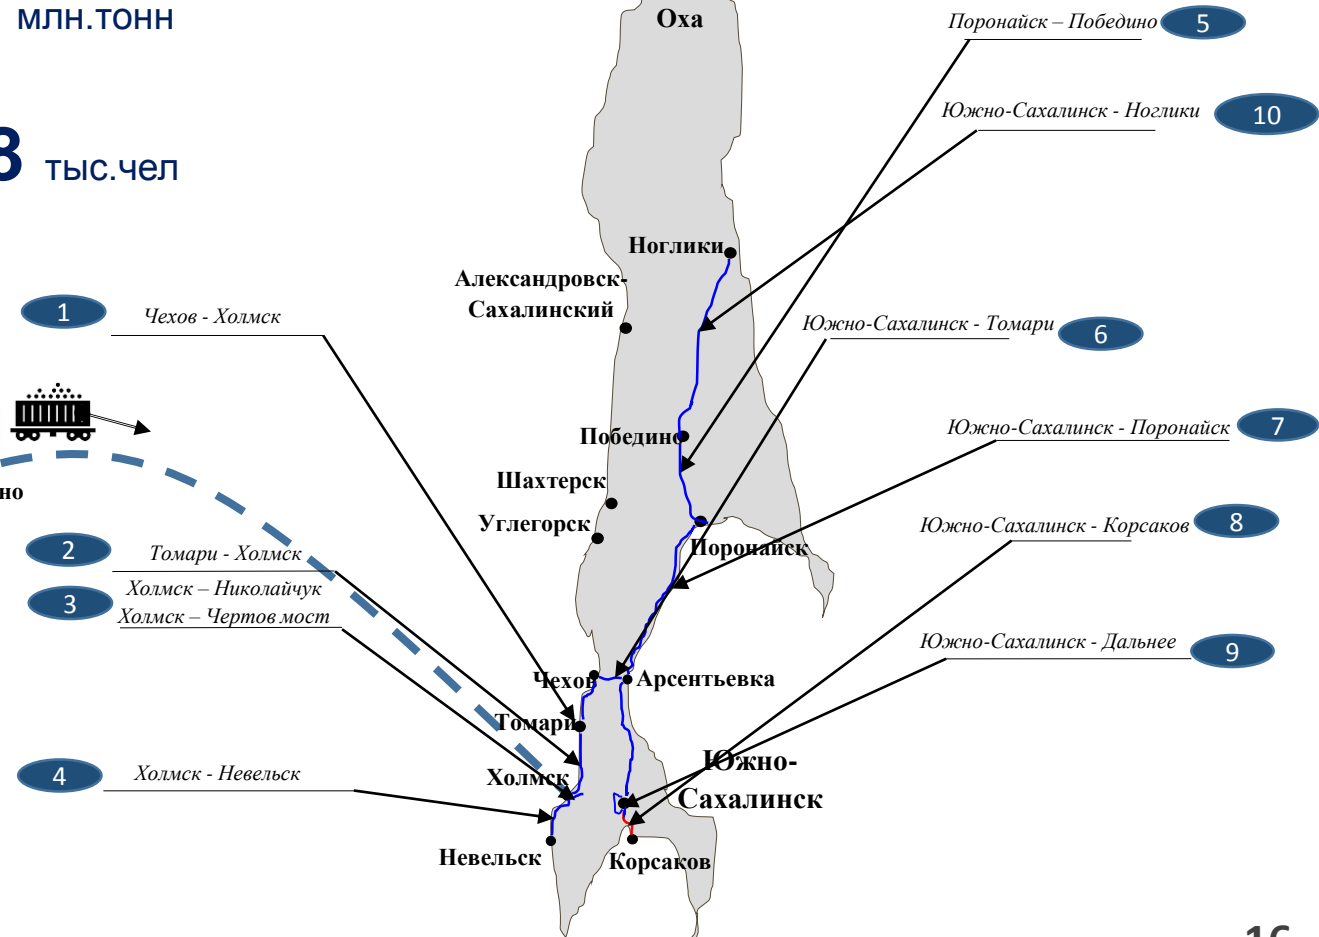 млн.тонн
3 тыс.чел
Оха
Поронайск – Победино
5
Южно-Сахалинск - Ноглики
10
Ноглики
Александровск-
Сахалинский
1
Чехов - Холмск
Южно-Сахалинск - Томари
6
Победино
Южно-Сахалинск - Поронайск
7
но
Шахтерск
Углегорск
Южно-Сахалинск - Корсаков
8
Поронайск
2
Томари - Холмск
3
Холмск – Николайчук
Холмск – Чертов мост
Южно-Сахалинск - Дальнее
9
Чехов
Арсентьевка
Томари
Южно-
Сахалинск
Холмск
4
Холмск - Невельск
Невельск
Корсаков
16